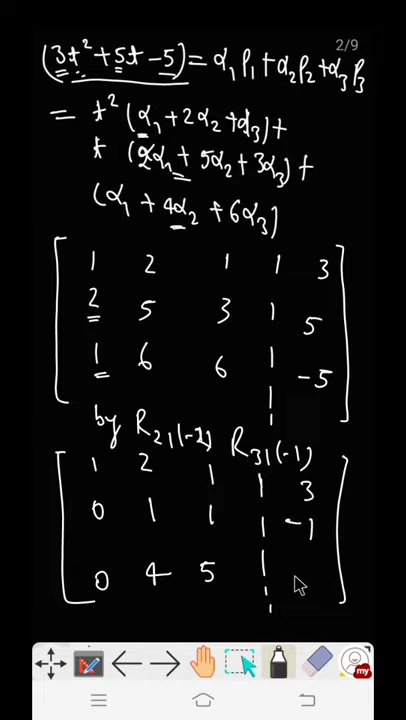 2/9
(3t² + 5t - 5) = α₁P₁ + α₂P₂ + α₃P₃
= t² (α₁ + 2α₂ + α₃) +
t (2α₁ + 5α₂ + 3α₃) +
(α₁ + 4α₂ + 6α₃)
1 2 1 | 3
2 5 3 | 5
1 6 6 | -5
by R₂₁(-2) R₃₁(-1)
1 2 1 | 3
0 1 1 | -1
0 4 5 |
my